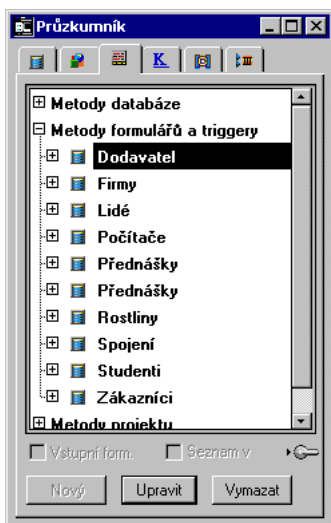 Průzkumník
K
Metody databáze
Metody formulářů a triggery
Dodavatel
Firmy
Lidé
Počítače
Přednášky
Přednášky
Rostliny
Spojení
Studenti
Zákazníci
Metody projektu
Vstupní form. Seznam v
Nový Upravit Vymazat